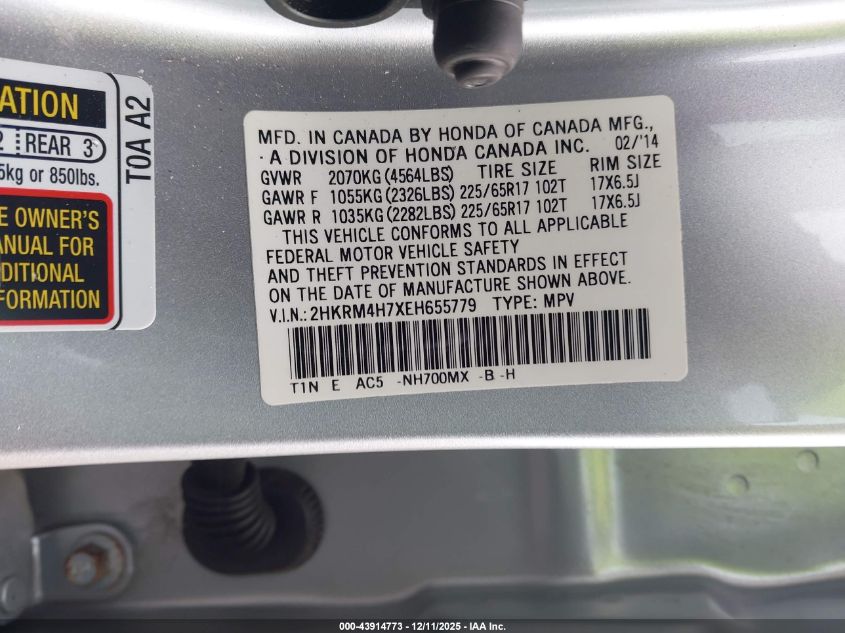 ATION
2 REAR 3
5kg or 850lbs.
E OWNER'S
ANUAL FOR
DITIONAL
FORMATION
TOA A2
MFD. IN CANADA BY HONDA OF CANADA MFG.,
A DIVISION OF HONDA CANADA INC. 02/'14
GVWR 2070KG (4564LBS) TIRE SIZE RIM SIZE
GAWR F 1055KG (2326LBS) 225/65R17 102T 17X6.5J
GAWR R 1035KG (2282LBS) 225/65R17 102T 17X6.5J
THIS VEHICLE CONFORMS TO ALL APPLICABLE
FEDERAL MOTOR VEHICLE SAFETY
AND THEFT PREVENTION STANDARDS IN EFFECT
ON THE DATE OF MANUFACTURE SHOWN ABOVE.
V.I.N.: 2HKRM4H7XEH655779 TYPE: MPV
T1N E AC5 -NH700MX -B -H
000-43914773 - 12/11/2025 - IAA Inc.